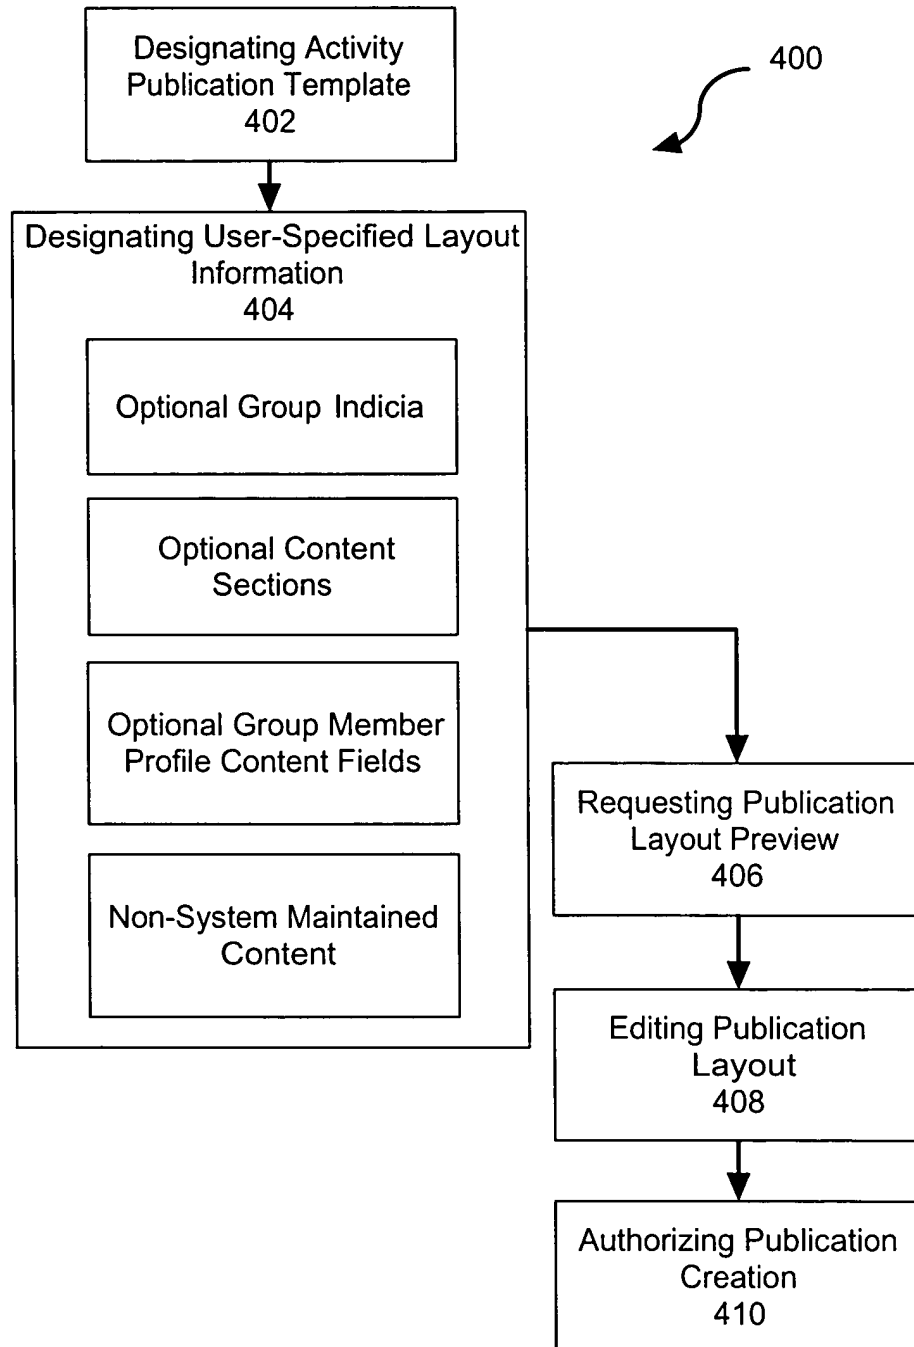 Designating Activity
Publication Template
402
400
Designating User-Specified Layout
Information
404
Optional Group Indicia
Optional Content
Sections
Optional Group Member
Profile Content Fields
Non-System Maintained
Content
Requesting Publication
Layout Preview
406
Editing Publication
Layout
408
Authorizing Publication
Creation
410